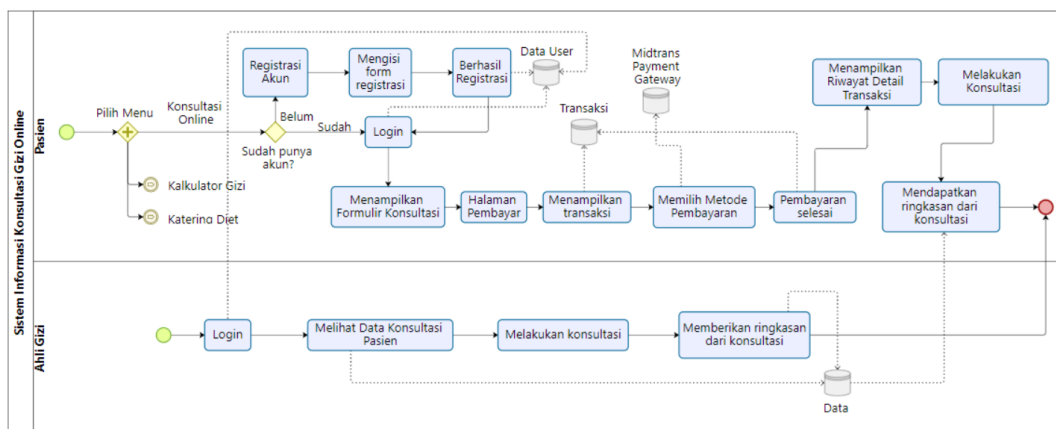 Sistem Informasi Konsultasi Gizi Online
Pasien
Pilih Menu
Konsultasi
Online
Kalkulator Gizi
Katering Diet
Sudah punya
akun?
Belum
Sudah
Registrasi
Akun
Mengisi
form
registrasi
Berhasil
Registrasi
Data User
Login
Menampilkan
Formulir Konsultasi
Halaman
Pembayar
Menampilkan
transaksi
Transaksi
Midtrans
Payment
Gateway
Memilih Metode
Pembayaran
Pembayaran
selesai
Menampilkan
Riwayat Detail
Transaksi
Melakukan
Konsultasi
Mendapatkan
ringkasan dari
konsultasi
Ahli Gizi
Login
Melihat Data Konsultasi
Pasien
Melakukan konsultasi
Memberikan ringkasan
dari konsultasi
Data